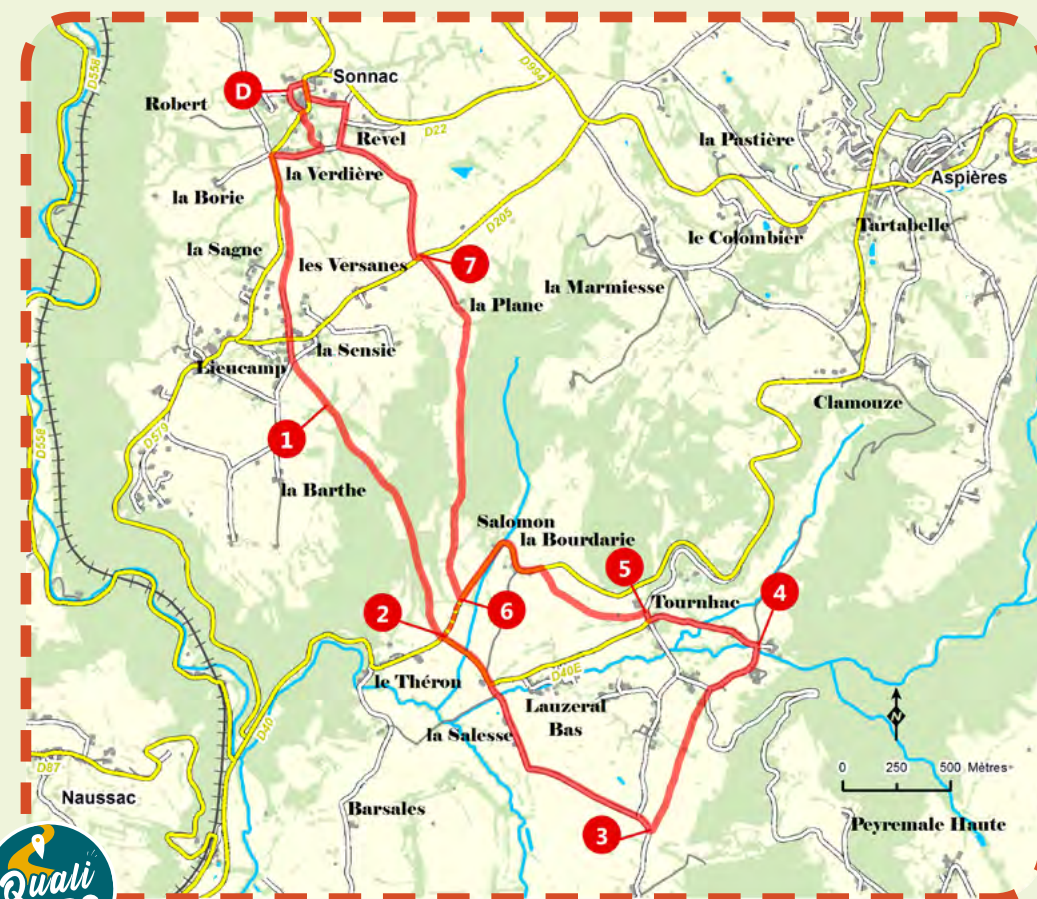 D558
D994
Sonnac
D
Robert
D22
Revel
la Pastière
la Verdière
Aspières
la Borie
D205
Tartabelle
la Sagne
le Colombier
les Versanes
7
la Marmiesse
la Plane
la Sensie
Lieucamp
Clamouze
D558
D579
1
la Barthe
Salomon
la Bourdarie
5
4
Tournhac
2
6
le Théron
D40E
Lauzeral
Bas
N
D40
la Salesse
0 250 500 Mètres
D87
Naussac
Barsales
3
Peyremale Haute
Quali